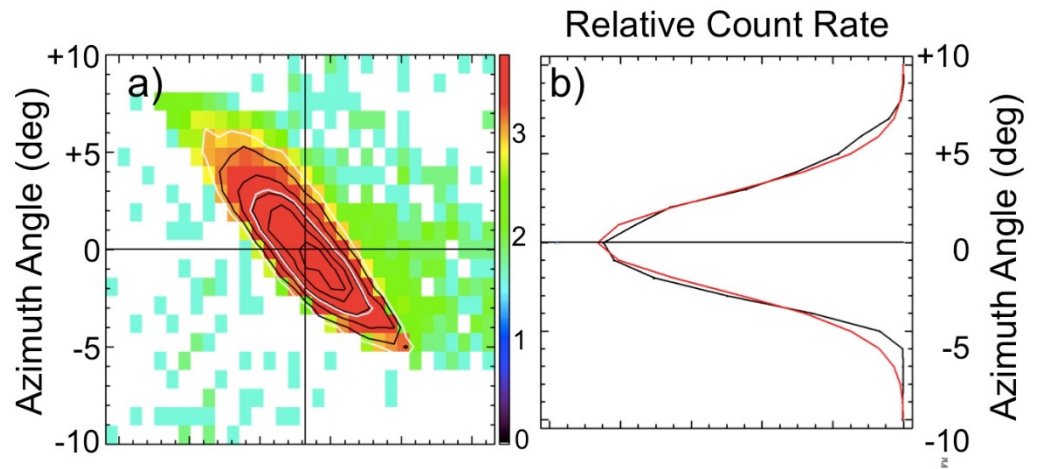 Relative Count Rate
+10
a)
3
b)
+10
+5
+5
Azimuth Angle (deg)
0
2
0
Azimuth Angle (deg)
1
-5
-5
-10
0
-10